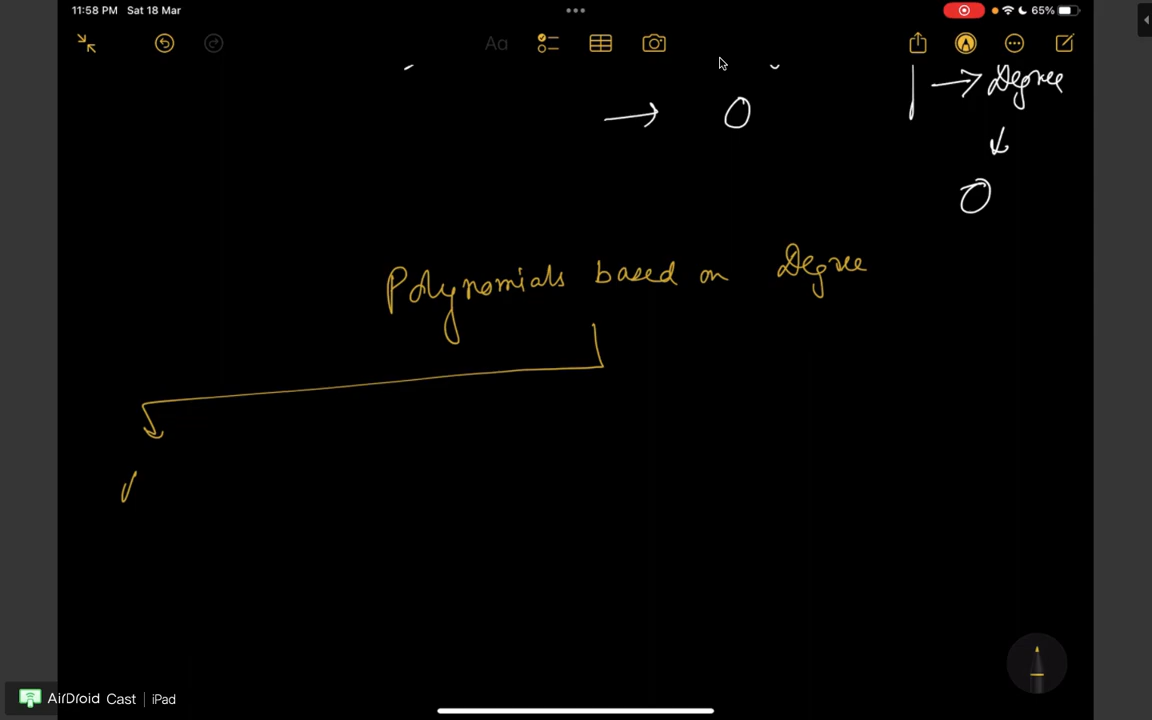 11:58 PM Sat 18 Mar
65%
Aa
→ Degree
→ 0
↓
0
Polynomials based on Degree
AirDroid Cast | iPad